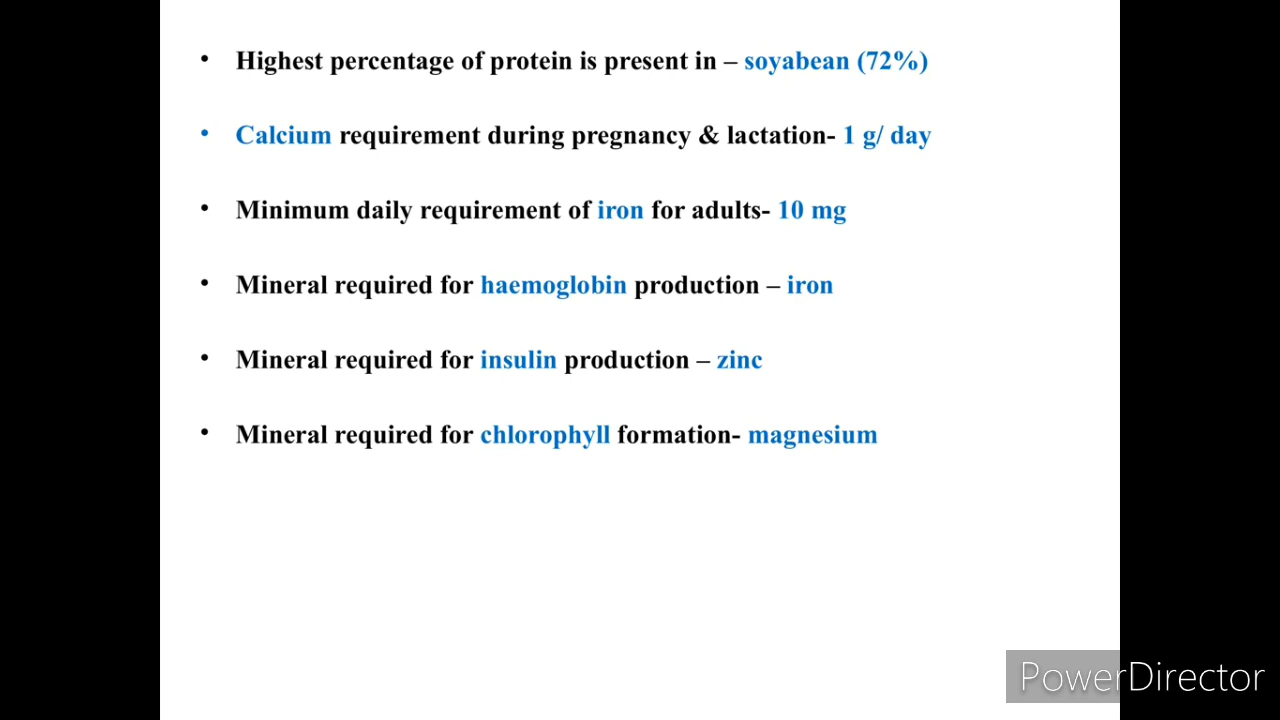 • Highest percentage of protein is present in – soyabean (72%)
• Calcium requirement during pregnancy & lactation- 1 g/ day
• Minimum daily requirement of iron for adults- 10 mg
• Mineral required for haemoglobin production – iron
• Mineral required for insulin production – zinc
• Mineral required for chlorophyll formation- magnesium
PowerDirector